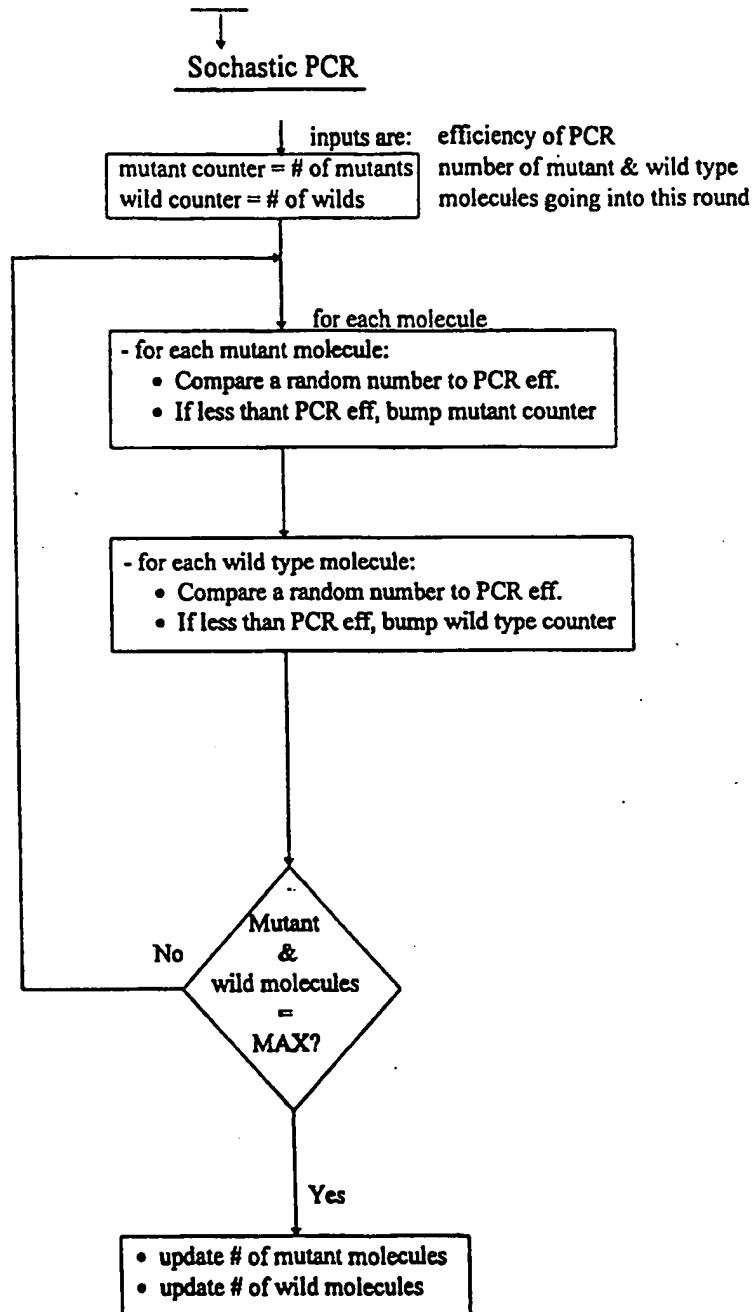 Sochastic PCR
inputs are: efficiency of PCR
number of mutant & wild type
molecules going into this round
mutant counter = # of mutants
wild counter = # of wilds
for each molecule
- for each mutant molecule:
• Compare a random number to PCR eff.
• If less thant PCR eff, bump mutant counter
- for each wild type molecule:
• Compare a random number to PCR eff.
• If less than PCR eff, bump wild type counter
No
Mutant
&
wild molecules
=
MAX?
Yes
• update # of mutant molecules
• update # of wild molecules